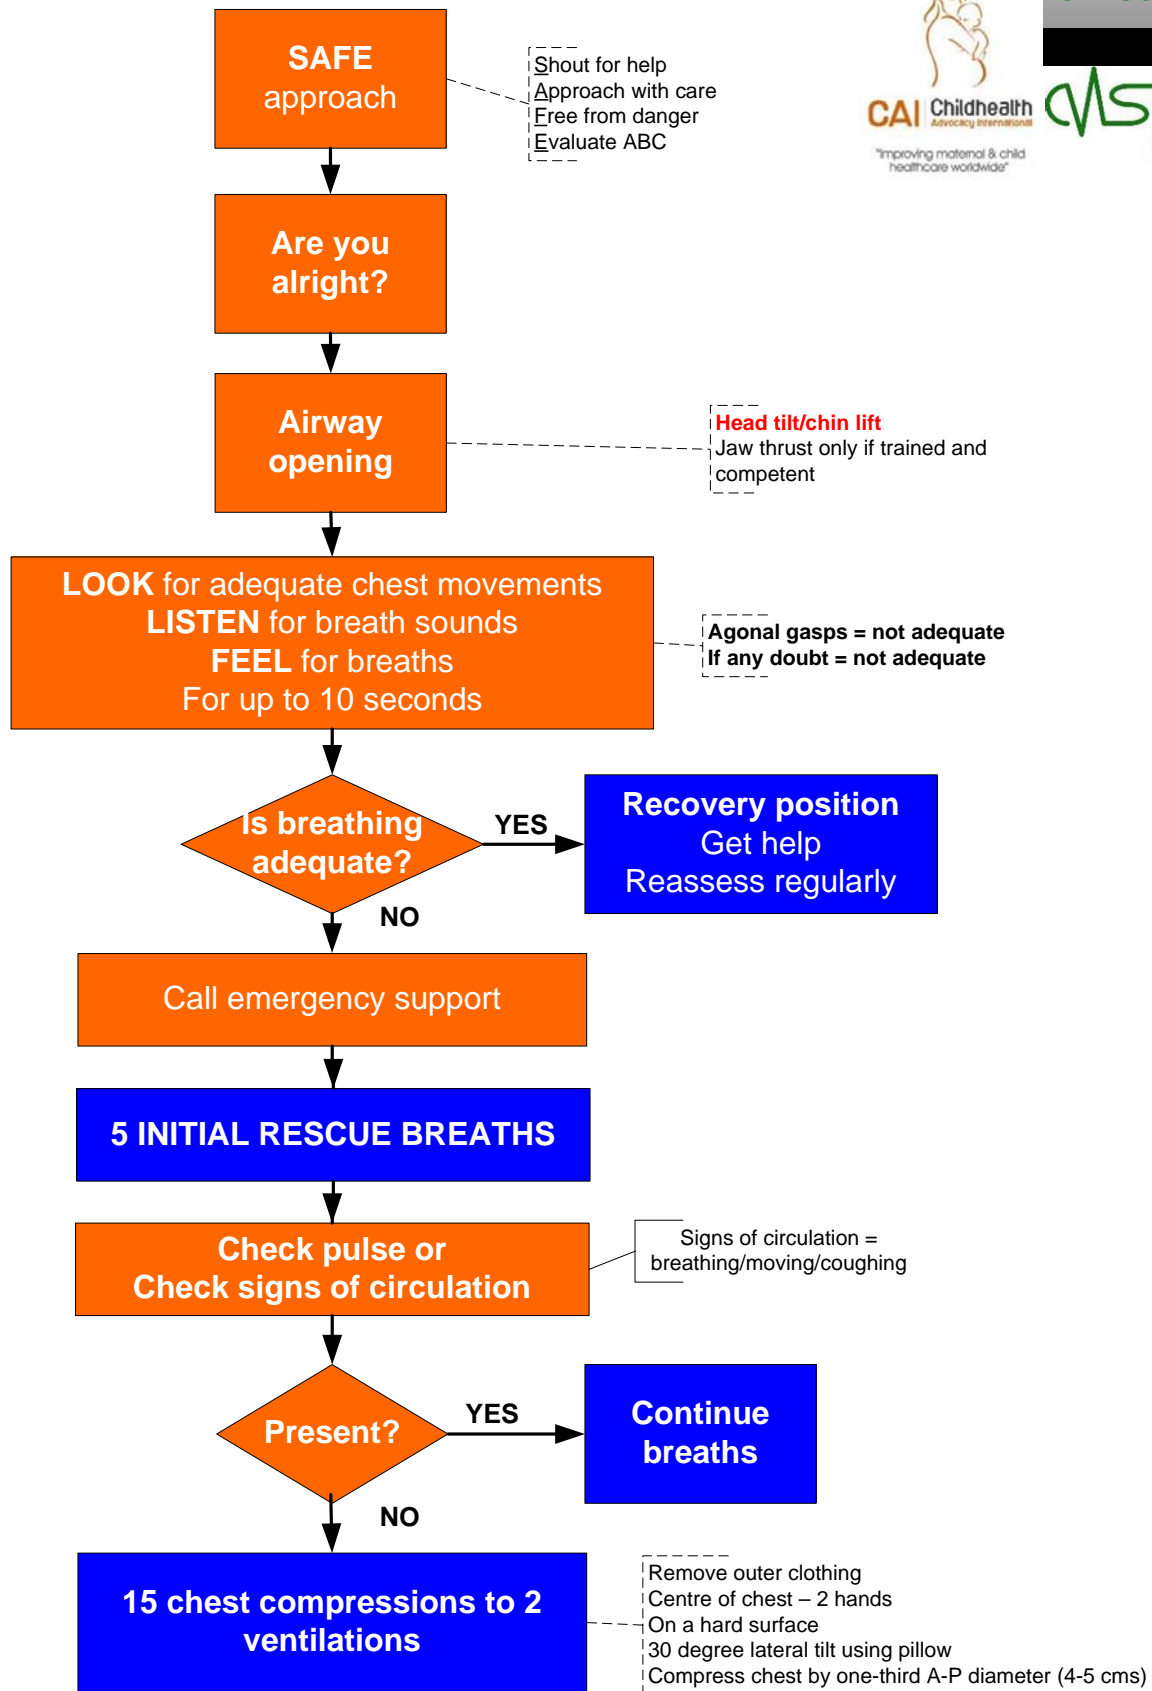 SAFE
approach
Shout for help
Approach with care
Free from danger
Evaluate ABC
CAI Childhealth
Advocacy International
"Improving maternal & child
healthcare worldwide"
Are you
alright?
Airway
opening
Head tilt/chin lift
Jaw thrust only if trained and
competent
LOOK for adequate chest movements
LISTEN for breath sounds
FEEL for breaths
For up to 10 seconds
Agonal gasps = not adequate
If any doubt = not adequate
Is breathing
adequate?
YES
Recovery position
Get help
Reassess regularly
NO
Call emergency support
5 INITIAL RESCUE BREATHS
Check pulse or
Check signs of circulation
Signs of circulation =
breathing/moving/coughing
Present?
YES
Continue
breaths
NO
15 chest compressions to 2
ventilations
Remove outer clothing
Centre of chest – 2 hands
On a hard surface
30 degree lateral tilt using pillow
Compress chest by one-third A-P diameter (4-5 cms)